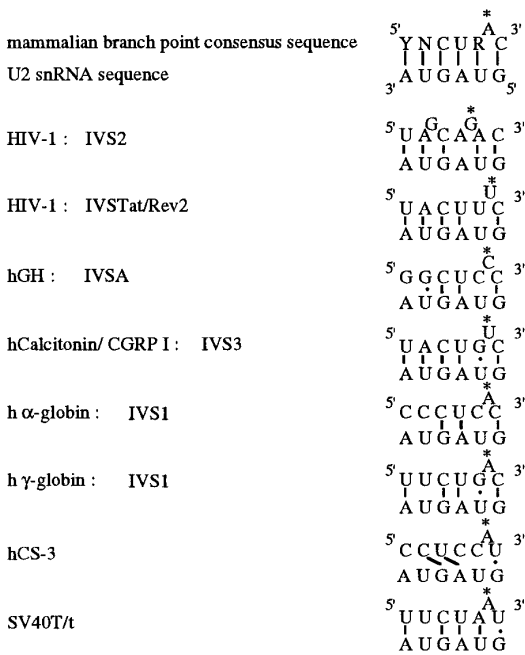 *
A
5' Y N C U R C 3'
mammalian branch point consensus sequence
U2 snRNA sequence
3' A U G A U G 5'
*
G G
5' U A C A A C 3'
HIV-1 : IVS2
A U G A U G
*
U
5' U A C U U C 3'
HIV-1 : IVSTat/Rev2
A U G A U G
*
C
5' G G C U C C 3'
hGH : IVSA
A U G A U G
*
U
5' U A C U G C 3'
hCalcitonin/ CGRP I : IVS3
A U G A U G
*
A
5' C C C U C C 3'
h α-globin : IVS1
A U G A U G
*
A
5' U U C U G C 3'
h γ-globin : IVS1
A U G A U G
*
A
5' C C U C C U 3'
hCS-3
A U G A U G
*
A
5' U U C U A U 3'
SV40T/t
A U G A U G